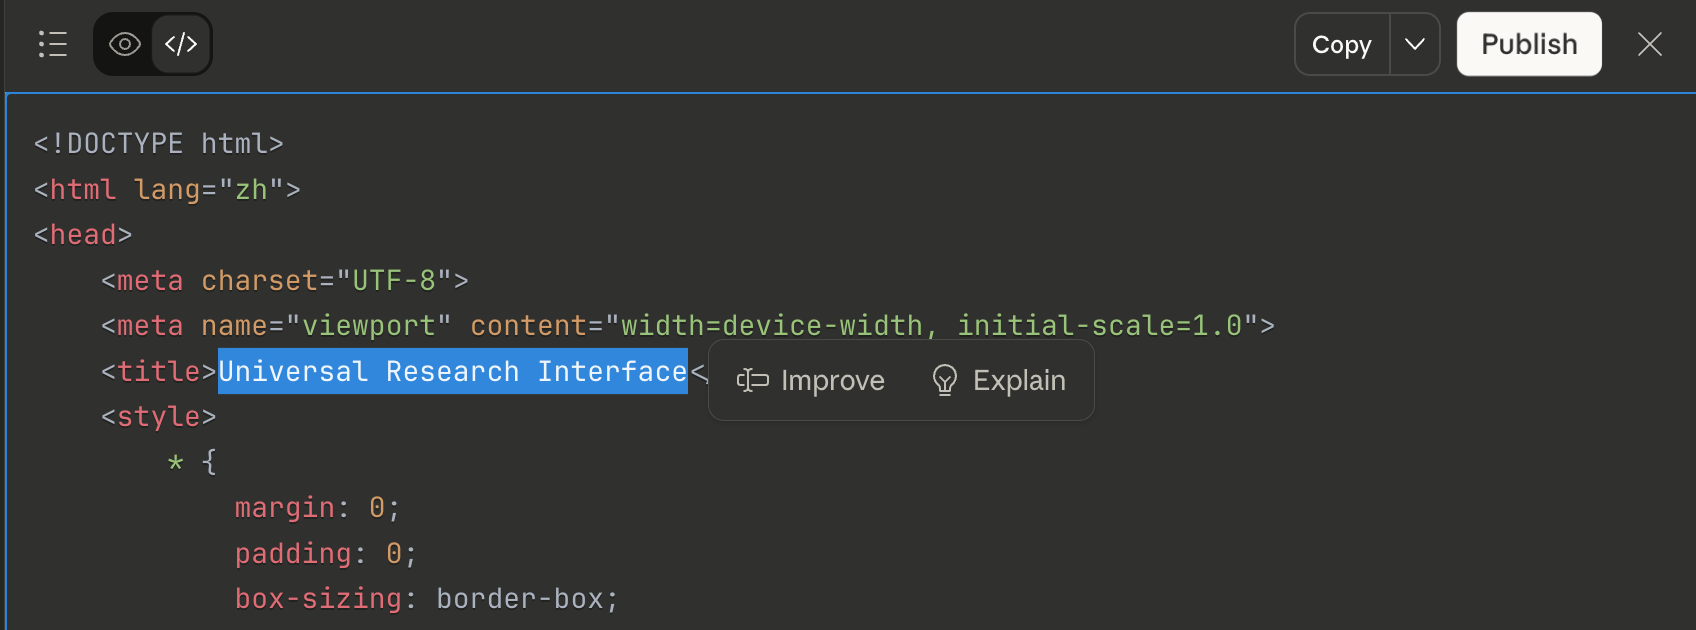 </>
Copy
Publish
<!DOCTYPE html>
<html lang="zh">
<head>
<meta charset="UTF-8">
<meta name="viewport" content="width=device-width, initial-scale=1.0">
<title>Universal Research Interface<
Improve
Explain
<style>
* {
margin: 0;
padding: 0;
box-sizing: border-box;